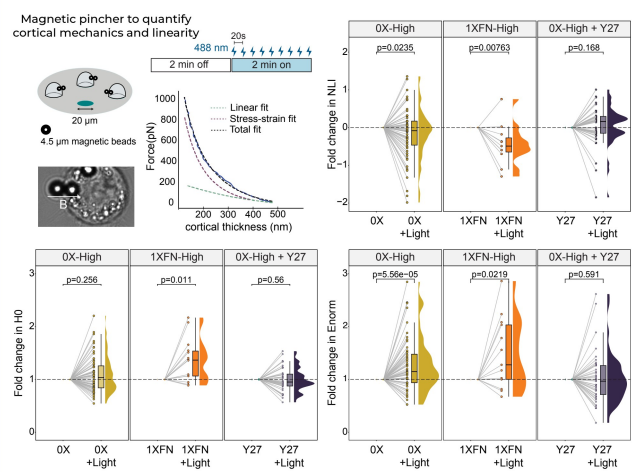 Magnetic pincher to quantify
cortical mechanics and linearity
20s
488 nm
2 min off
2 min on
20 μm
4.5 μm magnetic beads
B
Force(pN)
1000
800
600
400
200
0
200
300
400
500
600
cortical thickness (nm)
Linear fit
Stress-strain fit
Total fit
0X-High
1XFN-High
0X-High + Y27
Fold change in NLI
2
1
0
−1
−2
p=0.0235
p=0.00763
p=0.168
0X
0X
+Light
1XFN
1XFN
+Light
Y27
Y27
+Light
0X-High
1XFN-High
0X-High + Y27
Fold change in H0
3
2
1
0
p=0.256
p=0.011
p=0.56
0X
0X
+Light
1XFN
1XFN
+Light
Y27
Y27
+Light
0X-High
1XFN-High
0X-High + Y27
Fold change in Enorm
3
2
1
0
p=5.56e−05
p=0.0219
p=0.591
0X
0X
+Light
1XFN
1XFN
+Light
Y27
Y27
+Light